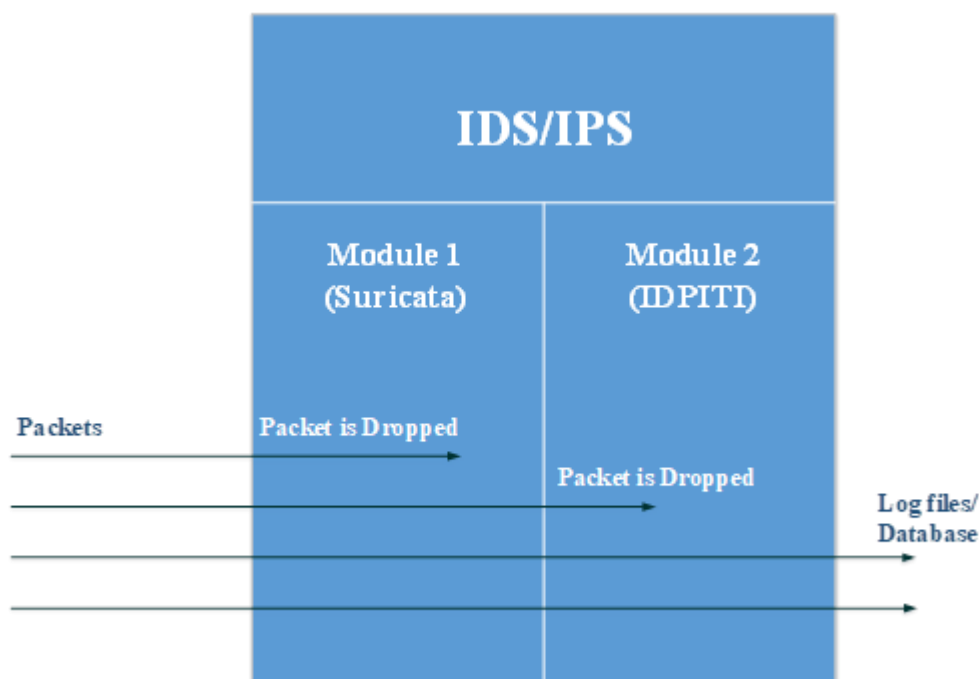 IDS/IPS
Module 1
(Suricata)
Module 2
(IDPITI)
Packets
Packet is Dropped
Packet is Dropped
Log files/
Database